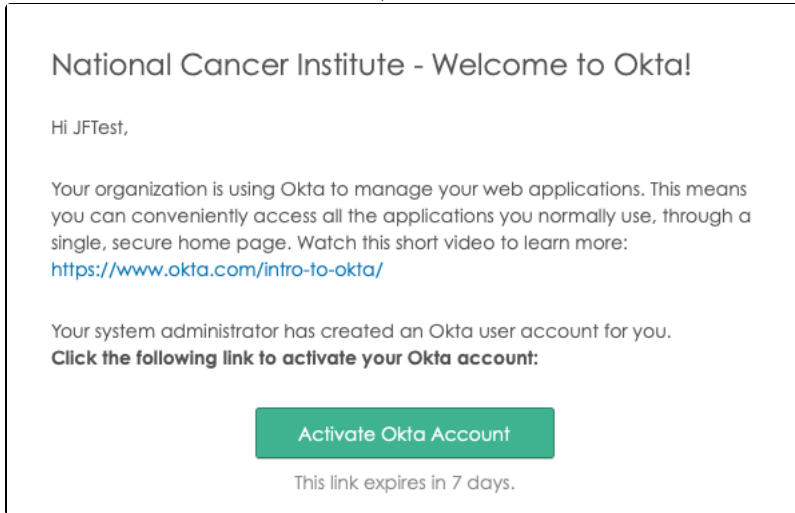 National Cancer Institute - Welcome to Okta!
Hi JFTest,
Your organization is using Okta to manage your web applications. This means
you can conveniently access all the applications you normally use, through a
single, secure home page. Watch this short video to learn more:
https://www.okta.com/intro-to-okta/
Your system administrator has created an Okta user account for you.
Click the following link to activate your Okta account:
Activate Okta Account
This link expires in 7 days.